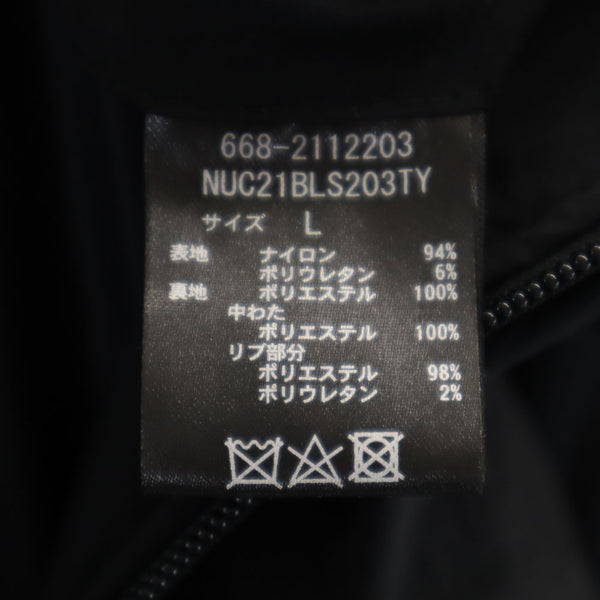 668-2112203
NUC21BLS203TY
サイズ L
表地 ナイロン 94%
ポリウレタン 6%
裏地 ポリエステル 100%
中わた
ポリエステル 100%
リブ部分
ポリエステル 98%
ポリウレタン 2%